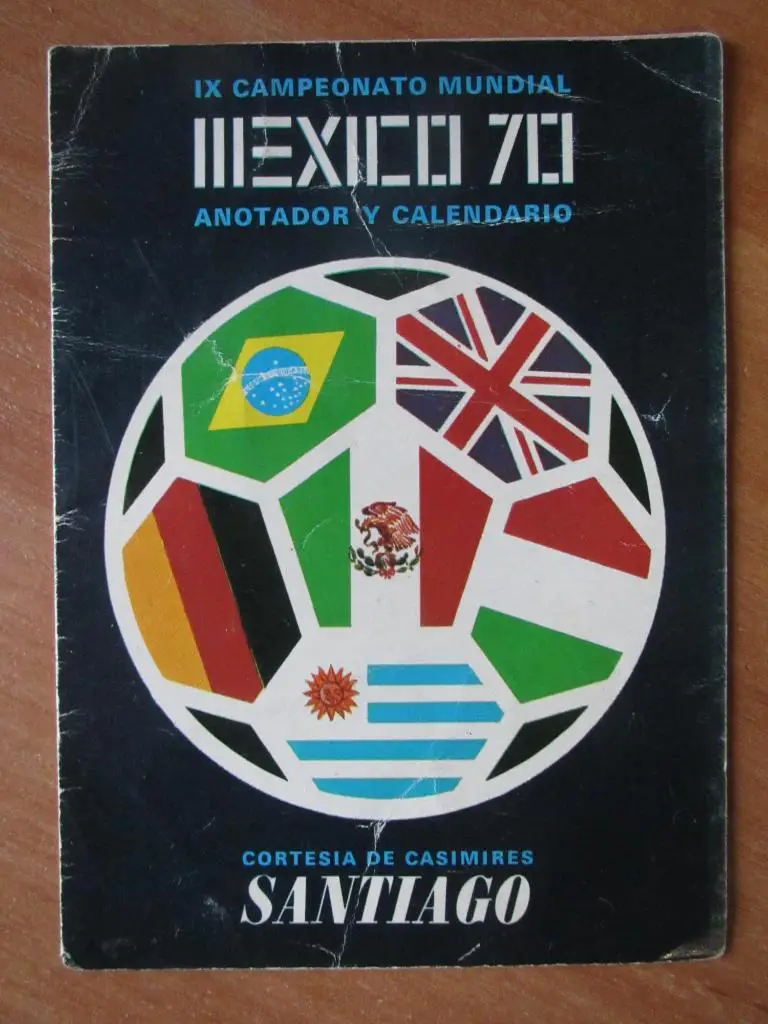 IX CAMPEONATO MUNDIAL
MEXICO 70
ANOTADOR Y CALENDARIO
CORTESIA DE CASIMIRES
SANTIAGO